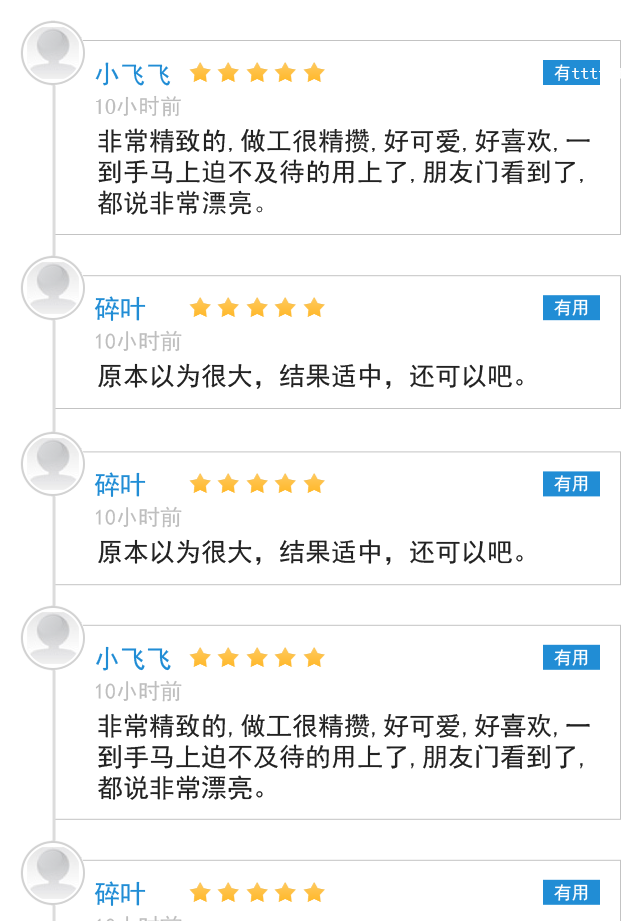 小飞飞
有ttt
10小时前
非常精致的,做工很精攒,好可爱,好喜欢,一
到手马上迫不及待的用上了,朋友门看到了,
都说非常漂亮。
碎叶
有用
10小时前
原本以为很大，结果适中，还可以吧。
碎叶
有用
10小时前
原本以为很大，结果适中，还可以吧。
小飞飞
有用
10小时前
非常精致的,做工很精攒,好可爱,好喜欢,一
到手马上迫不及待的用上了,朋友门看到了,
都说非常漂亮。
碎叶
有用